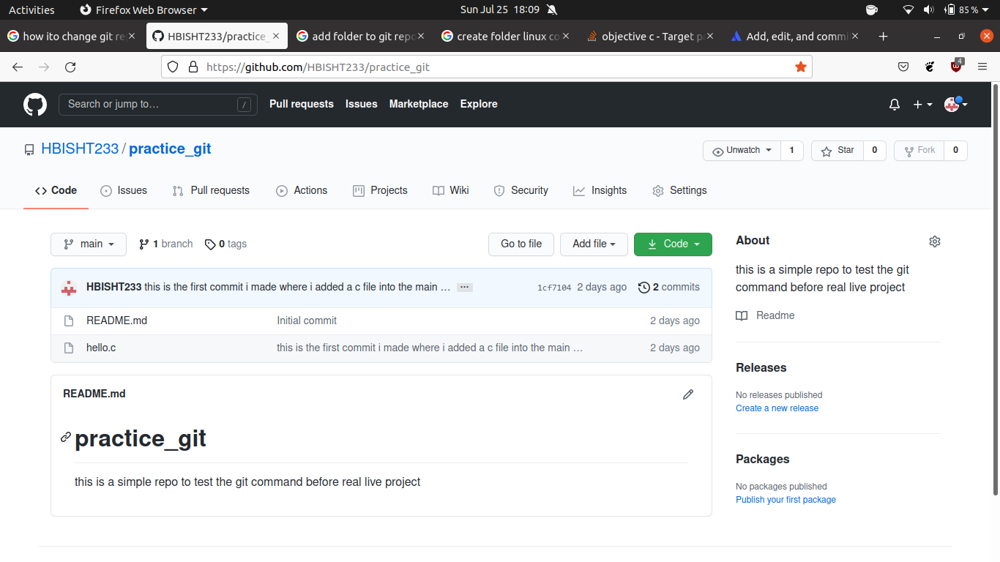 Activities Firefox Web Browser Sun Jul 25 18:09 85 %
how ito change git re HBISHT233/practice_ add folder to git repo create folder linux co objective c - Target p Add, edit, and commi
https://github.com/HBISHT233/practice_git 4
Search or jump to… / Pull requests Issues Marketplace Explore
HBISHT233 / practice_git Unwatch 1 Star 0 Fork 0
Code Issues Pull requests Actions Projects Wiki Security Insights Settings
main 1 branch 0 tags Go to file Add file Code
HBISHT233 this is the first commit i made where i added a c file into the main … ... 1cf7104 2 days ago 2 commits
README.md Initial commit 2 days ago
hello.c this is the first commit i made where i added a c file into the main … 2 days ago
README.md
practice_git
this is a simple repo to test the git command before real live project
About
this is a simple repo to test the git
command before real live project
Readme
Releases
No releases published
Create a new release
Packages
No packages published
Publish your first package